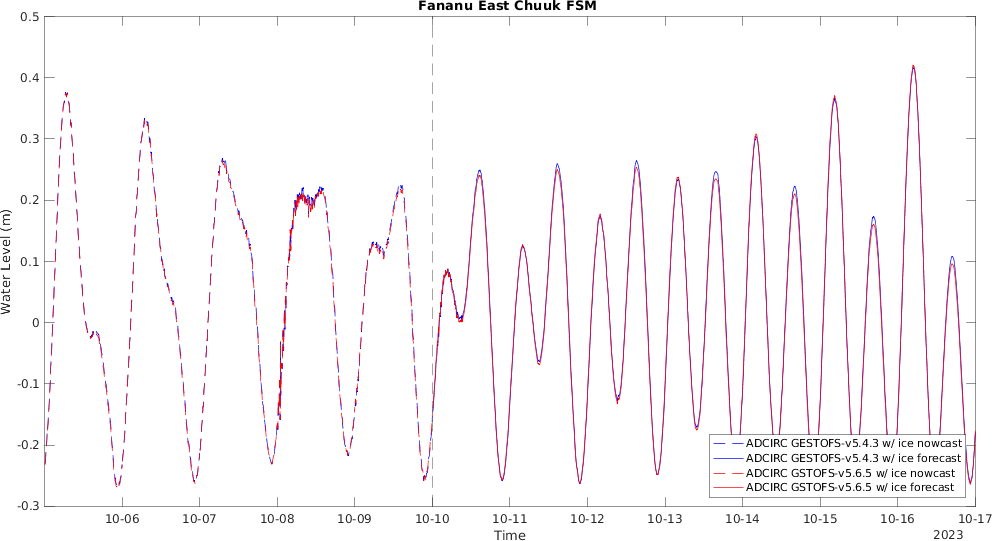 Fananu East Chuuk FSM
0.5
0.4
0.3
0.2
0.1
0
-0.1
-0.2
-0.3
Water Level (m)
ADCIRC GESTOFS-v5.4.3 w/ ice nowcast
ADCIRC GESTOFS-v5.4.3 w/ ice forecast
ADCIRC GSTOFS-v5.6.5 w/ ice nowcast
ADCIRC GSTOFS-v5.6.5 w/ ice forecast
10-06 10-07 10-08 10-09 10-10 10-11 10-12 10-13 10-14 10-15 10-16 10-17
Time
2023